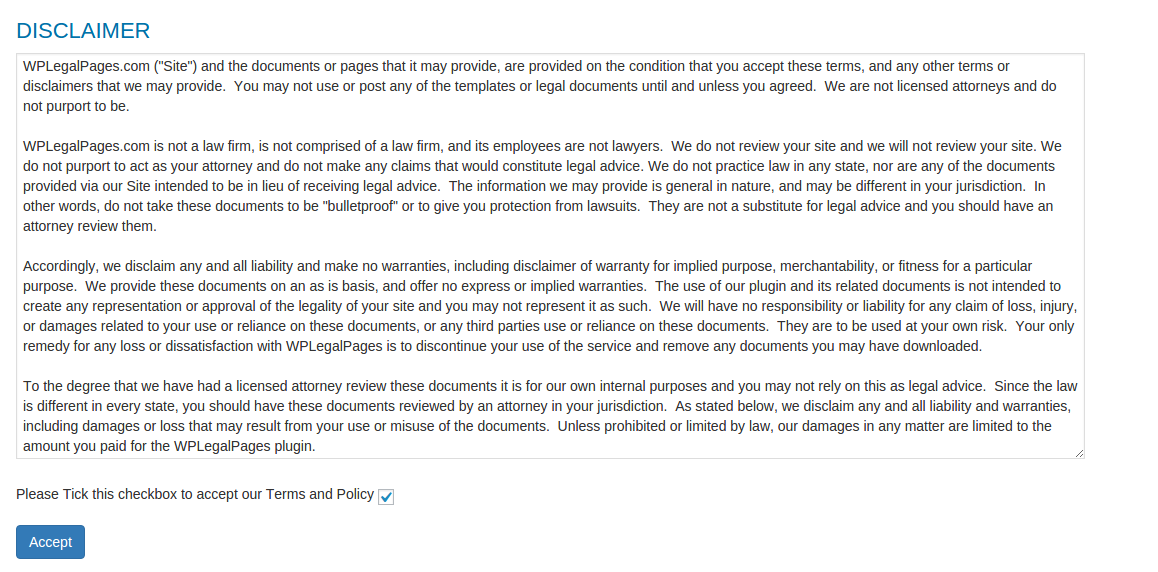 DISCLAIMER
WPLegalPages.com ("Site") and the documents or pages that it may provide, are provided on the condition that you accept these terms, and any other terms or
disclaimers that we may provide.  You may not use or post any of the templates or legal documents until and unless you agreed.  We are not licensed attorneys and do
not purport to be.
WPLegalPages.com is not a law firm, is not comprised of a law firm, and its employees are not lawyers.  We do not review your site and we will not review your site. We
do not purport to act as your attorney and do not make any claims that would constitute legal advice. We do not practice law in any state, nor are any of the documents
provided via our Site intended to be in lieu of receiving legal advice.  The information we may provide is general in nature, and may be different in your jurisdiction.  In
other words, do not take these documents to be "bulletproof" or to give you protection from lawsuits.  They are not a substitute for legal advice and you should have an
attorney review them.
Accordingly, we disclaim any and all liability and make no warranties, including disclaimer of warranty for implied purpose, merchantability, or fitness for a particular
purpose.  We provide these documents on an as is basis, and offer no express or implied warranties.  The use of our plugin and its related documents is not intended to
create any representation or approval of the legality of your site and you may not represent it as such.  We will have no responsibility or liability for any claim of loss, injury,
or damages related to your use or reliance on these documents, or any third parties use or reliance on these documents.  They are to be used at your own risk.  Your only
remedy for any loss or dissatisfaction with WPLegalPages is to discontinue your use of the service and remove any documents you may have downloaded.
To the degree that we have had a licensed attorney review these documents it is for our own internal purposes and you may not rely on this as legal advice.  Since the law
is different in every state, you should have these documents reviewed by an attorney in your jurisdiction.  As stated below, we disclaim any and all liability and warranties,
including damages or loss that may result from your use or misuse of the documents.  Unless prohibited or limited by law, our damages in any matter are limited to the
amount you paid for the WPLegalPages plugin.
Please Tick this checkbox to accept our Terms and Policy
Accept